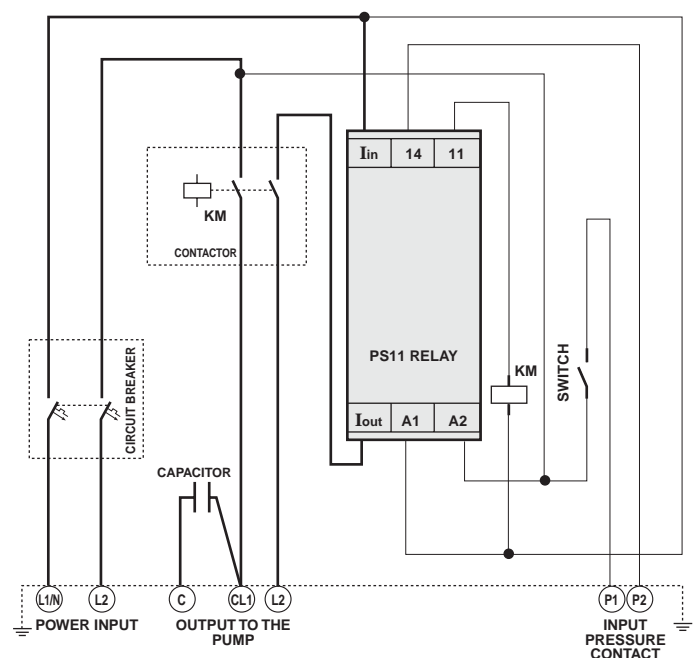 Iin 14 11
KM
CONTACTOR
PS11 RELAY
KM
SWITCH
CIRCUIT BREAKER
Iout A1 A2
CAPACITOR
L1/N L2 C CL1 L2 P1 P2
POWER INPUT
OUTPUT TO THE
PUMP
INPUT
PRESSURE
CONTACT